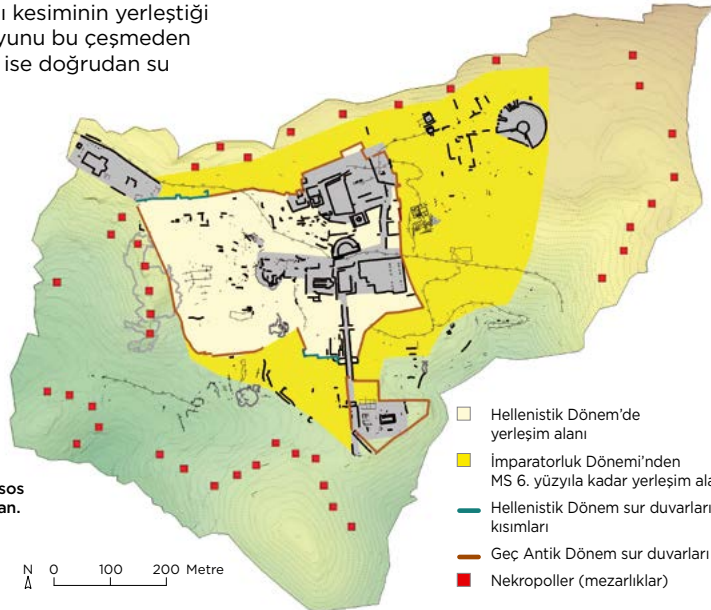 kesiminin yerleştiği
yunu bu çeşmeden
ise doğrudan su
Hellenistik Dönem'de
yerleşim alanı
İmparatorluk Dönemi'nden
MS 6. yüzyıla kadar yerleşim
Hellenistik Dönem sur duvarları
kısımları
Geç Antik Dönem sur duvarları
Nekropoller (mezarlıklar)
sos
an.
N 0 100 200 Metre